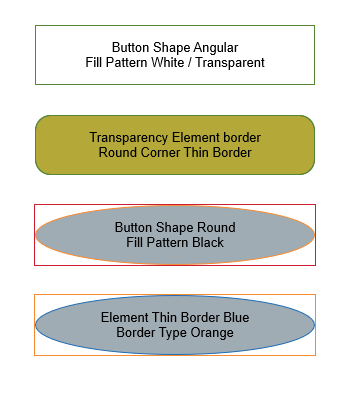 Button Shape Angular
Fill Pattern White / Transparent
Transparency Element border
Round Corner Thin Border
Button Shape Round
Fill Pattern Black
Element Thin Border Blue
Border Type Orange